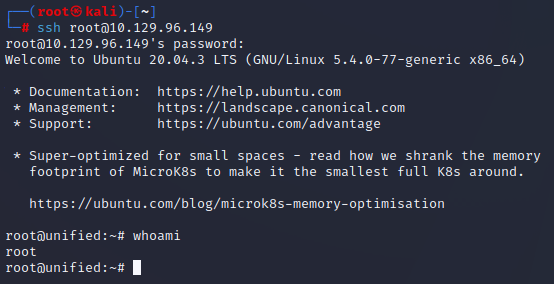 ┌──(root㉿kali)-[~]
└─# ssh root@10.129.96.149
root@10.129.96.149's password:
Welcome to Ubuntu 20.04.3 LTS (GNU/Linux 5.4.0-77-generic x86_64)
* Documentation:  https://help.ubuntu.com
* Management:     https://landscape.canonical.com
* Support:        https://ubuntu.com/advantage
* Super-optimized for small spaces - read how we shrank the memory
footprint of MicroK8s to make it the smallest full K8s around.
https://ubuntu.com/blog/microk8s-memory-optimisation
root@unified:~# whoami
root
root@unified:~#